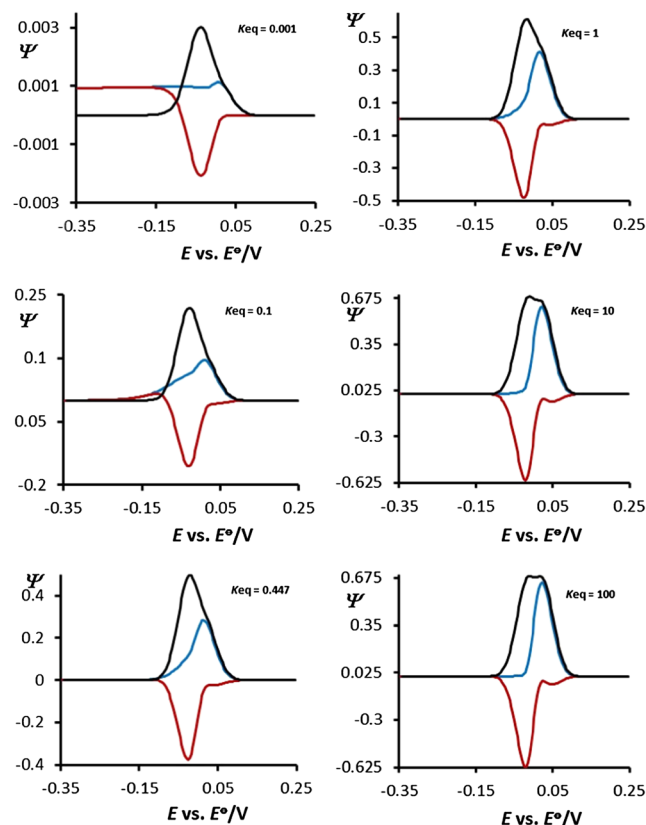 0.003
Ψ
Keq = 0.001
0.001
-0.001
-0.003
-0.35 -0.15 0.05 0.25
E vs. E⦵/V
0.5
Ψ
Keq = 1
0.3
0.1
-0.1
-0.3
-0.5
-0.35 -0.15 0.05 0.25
E vs. E⦵/V
0.25
Ψ
Keq = 0.1
0.1
0.05
-0.2
-0.35 -0.15 0.05 0.25
E vs. E⦵/V
0.675
Ψ
Keq = 10
0.35
0.025
-0.3
-0.625
-0.35 -0.15 0.05 0.25
E vs. E⦵/V
Ψ
Keq = 0.447
0.4
0.2
0
-0.2
-0.4
-0.35 -0.15 0.05 0.25
E vs. E⦵/V
0.675
Ψ
Keq = 100
0.35
0.025
-0.3
-0.625
-0.35 -0.15 0.05 0.25
E vs. E⦵/V